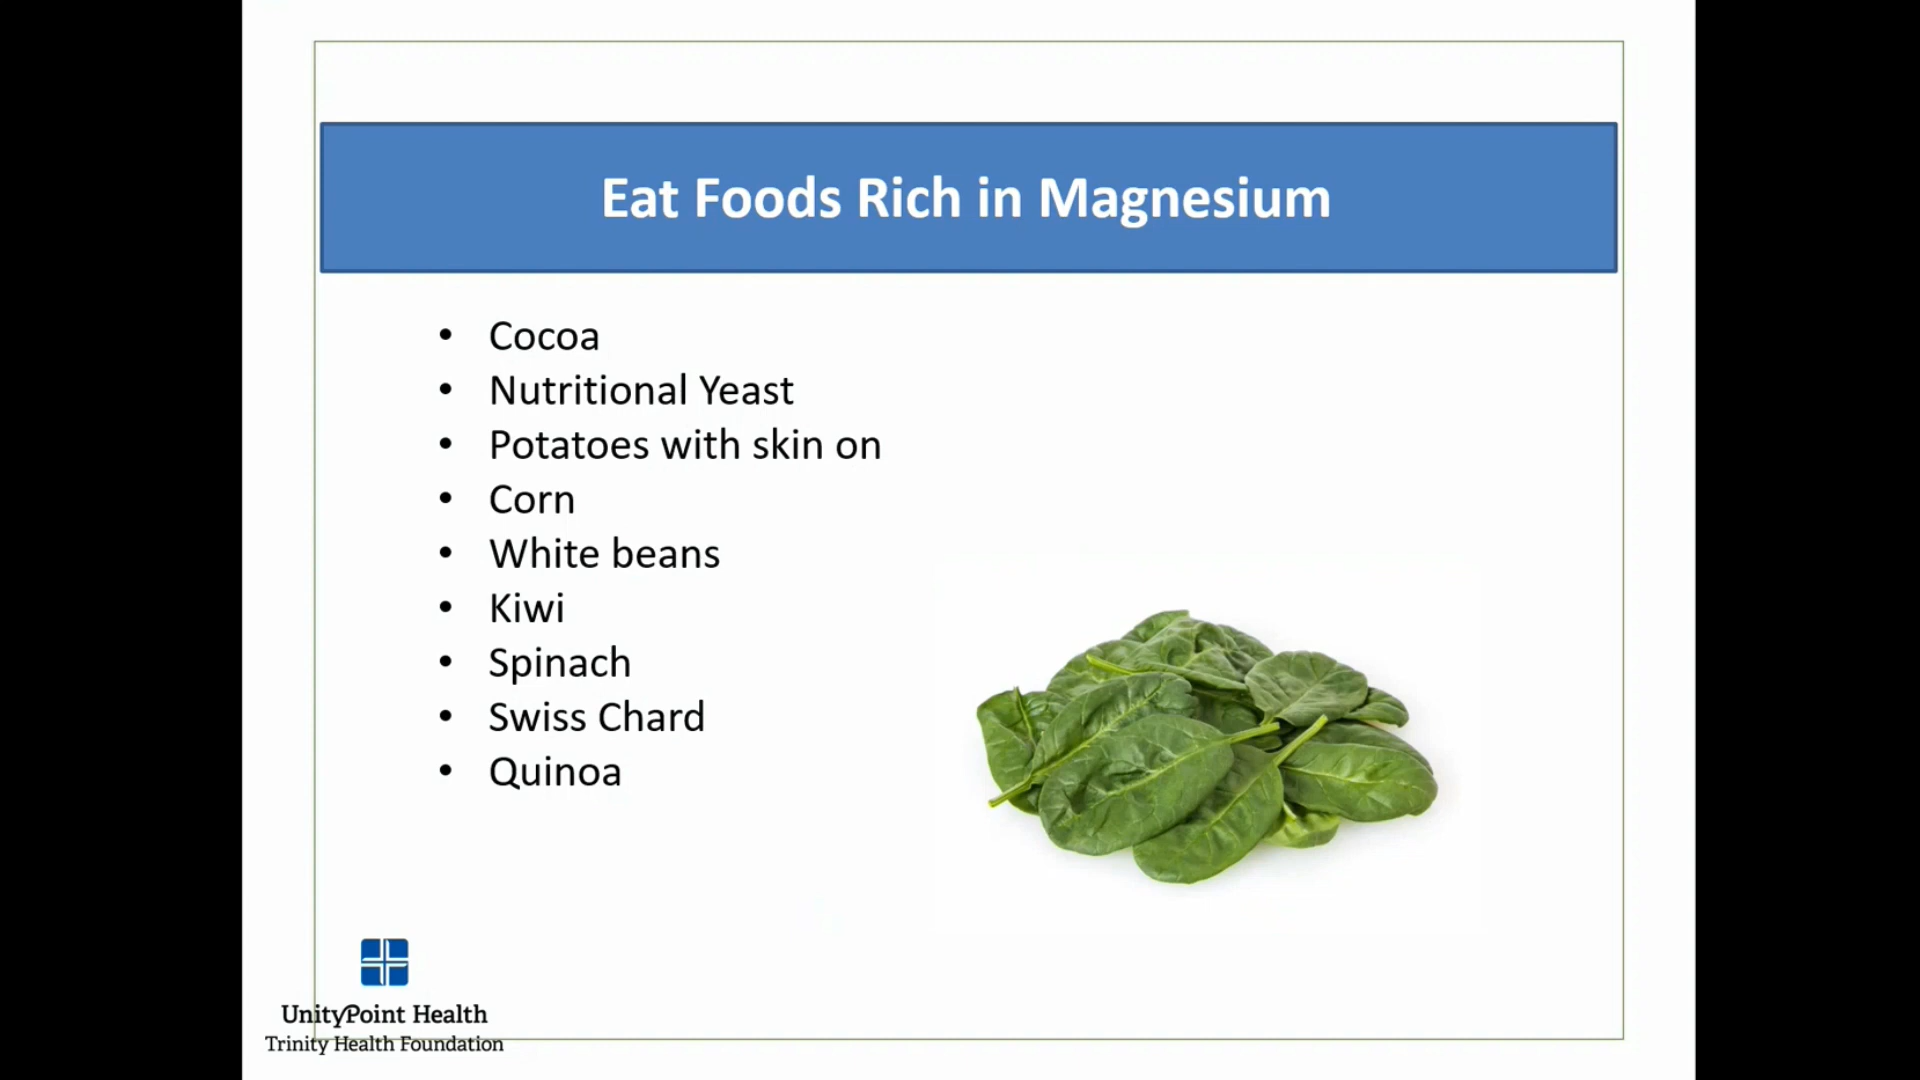 Eat Foods Rich in Magnesium
• Cocoa
• Nutritional Yeast
• Potatoes with skin on
• Corn
• White beans
• Kiwi
• Spinach
• Swiss Chard
• Quinoa
UnityPoint Health
Trinity Health Foundation